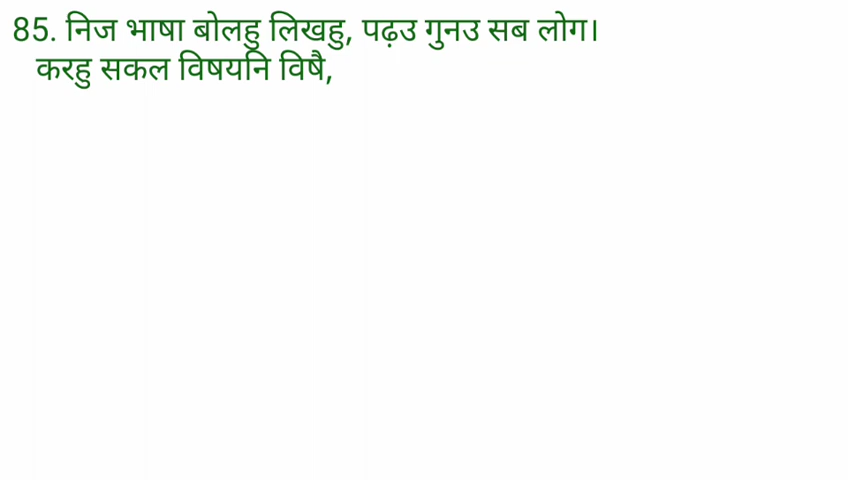 85. निज भाषा बोलहु लिखहु, पढ़उ गुनउ सब लोग।
करहु सकल विषयनि विषै,